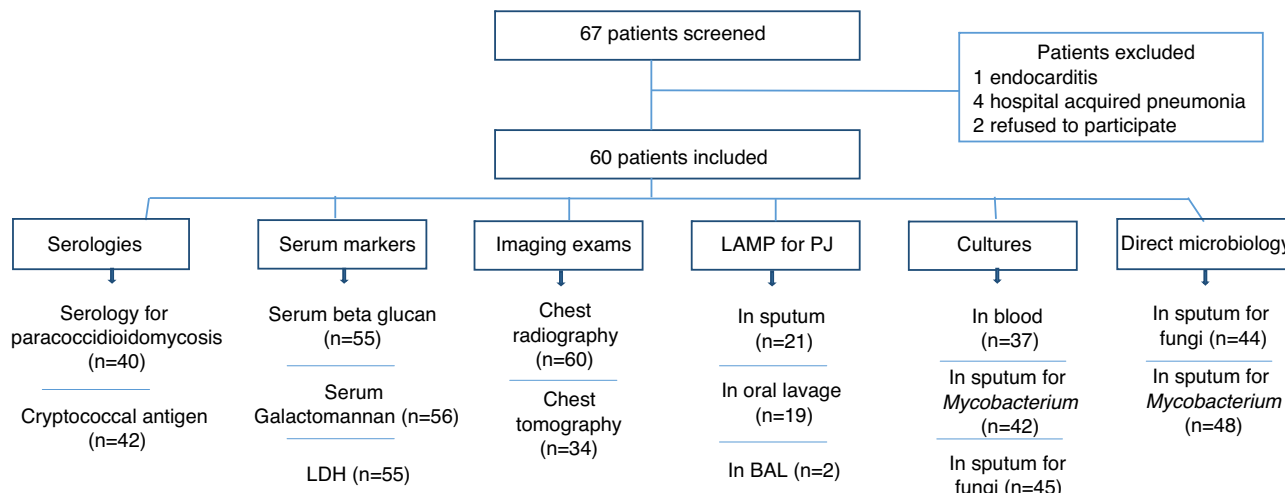 67 patients screened
Patients excluded
1 endocarditis
4 hospital acquired pneumonia
2 refused to participate
60 patients included
Serologies
Serology for
paracoccidioidomycosis
(n=40)
Cryptococcal antigen
(n=42)
Serum markers
Serum beta glucan
(n=55)
Serum
Galactomannan (n=56)
LDH (n=55)
Imaging exams
Chest
radiography
(n=60)
Chest
tomography
(n=34)
LAMP for PJ
In sputum
(n=21)
In oral lavage
(n=19)
In BAL (n=2)
Cultures
In blood
(n=37)
In sputum for
Mycobacterium
(n=42)
In sputum for
fungi (n=45)
Direct microbiology
In sputum for
fungi (n=44)
In sputum for
Mycobacterium
(n=48)